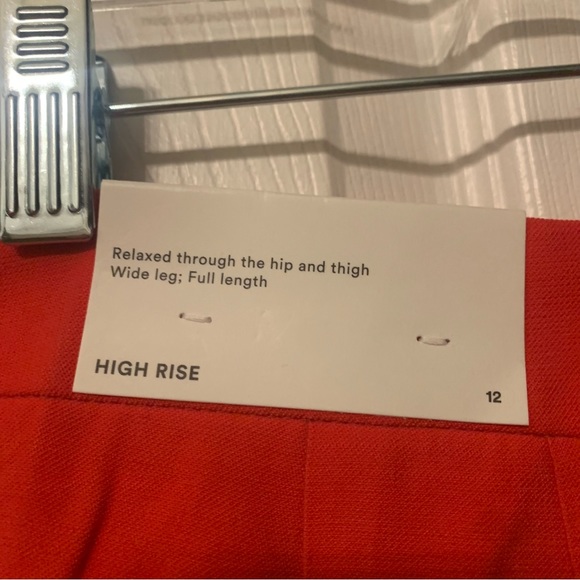 Relaxed through the hip and thigh
Wide leg; Full length
HIGH RISE
12